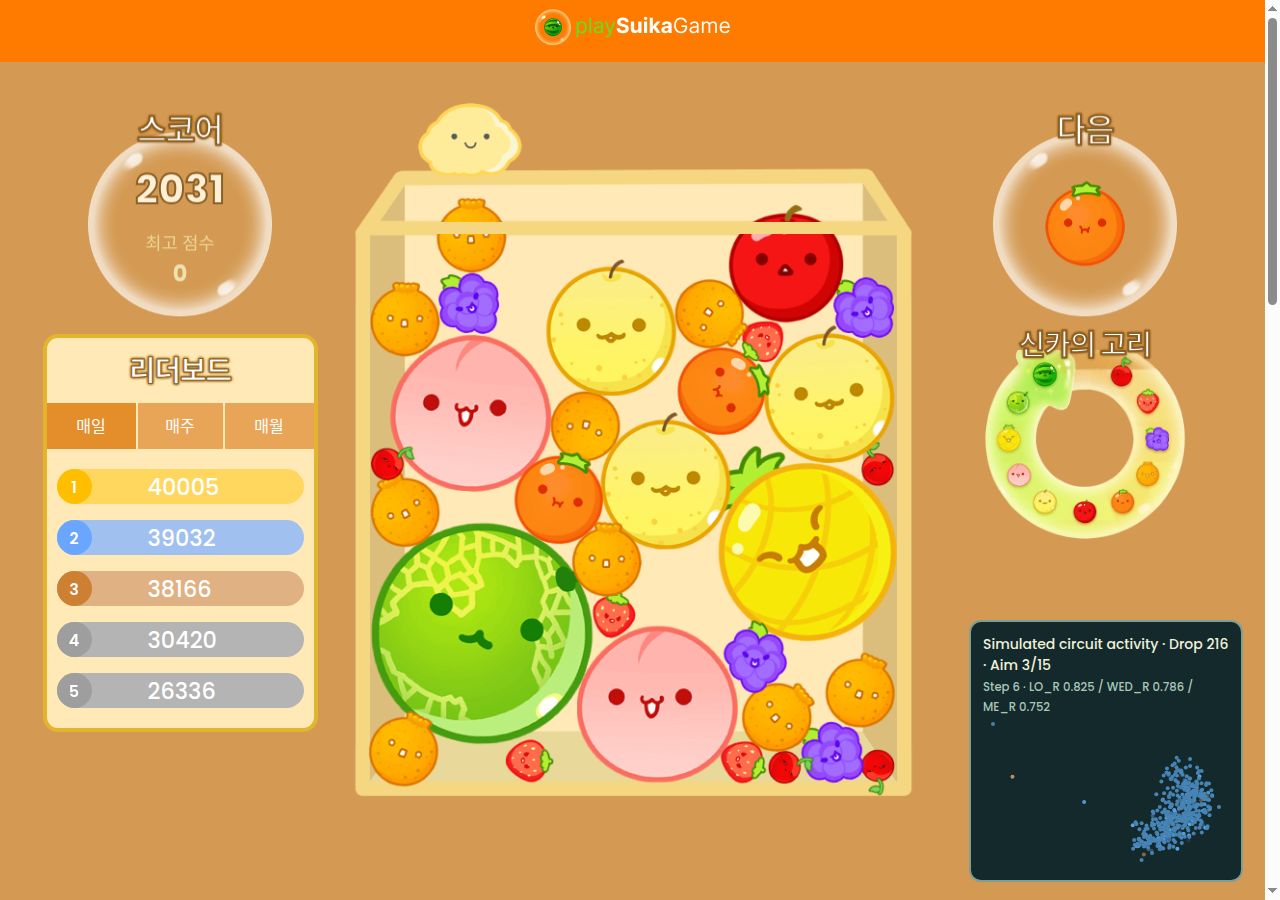 playSuikaGame
스코어
2031
최고 점수
0
다음
신카의 고리
리더보드
매일 매주 매월
1 40005
2 39032
3 38166
4 30420
5 26336
Simulated circuit activity · Drop 216
· Aim 3/15
Step 6 · LO_R 0.825 / WED_R 0.786 /
ME_R 0.752